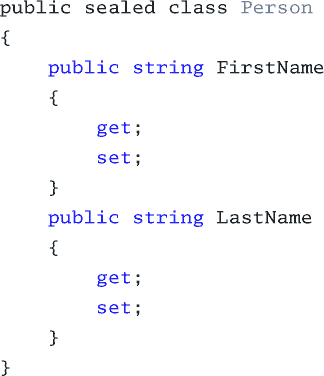 public sealed class Person
{
    public string FirstName
    {
        get;
        set;
    }
    public string LastName
    {
        get;
        set;
    }
}